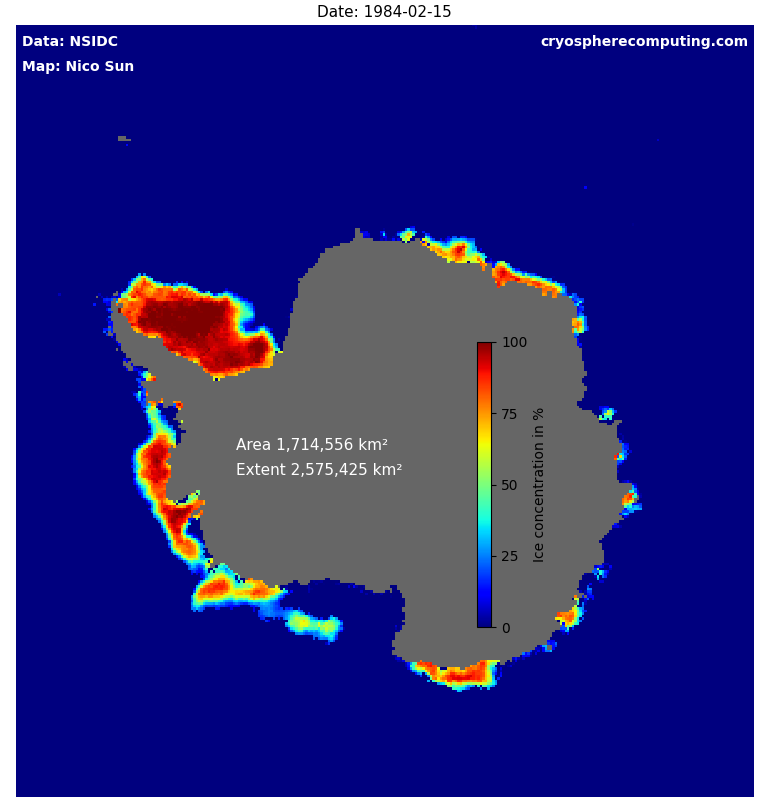 Date: 1984-02-15
Data: NSIDC
cryospherecomputing.com
Map: Nico Sun
100
75
50
25
0
Ice concentration in %
Area 1,714,556 km²
Extent 2,575,425 km²